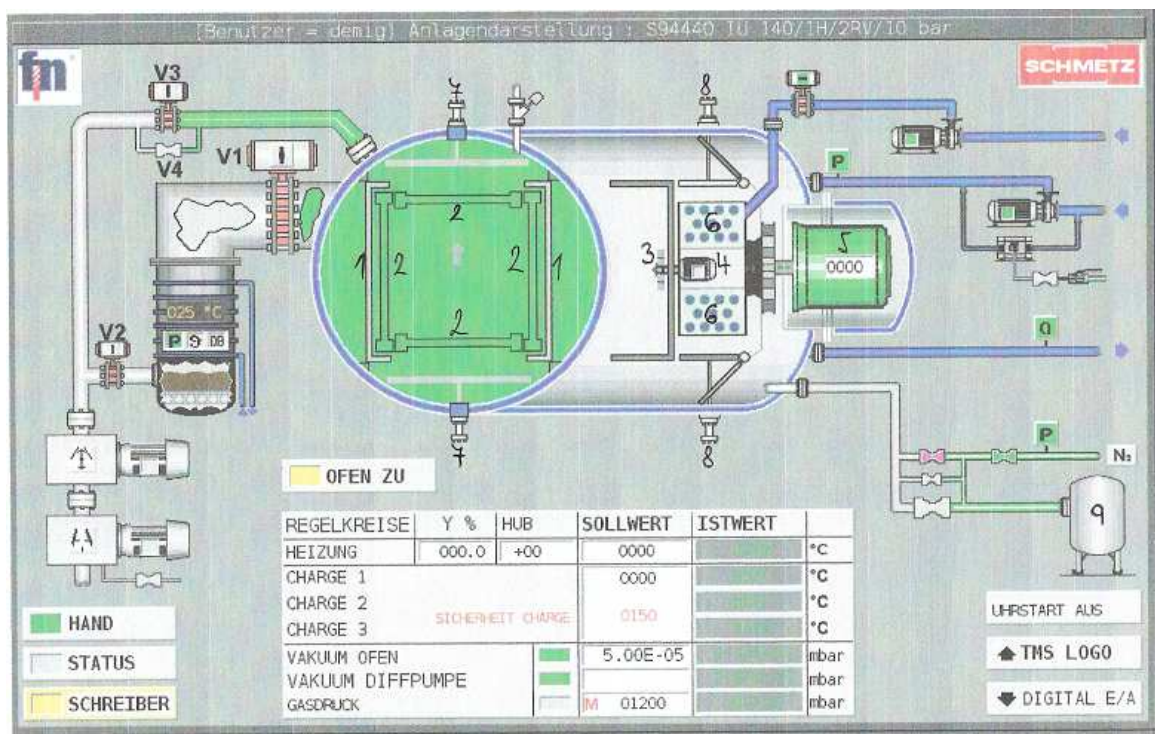 (Benutzer = demig) Anlagendarstellung : S94440 IU 140/1H/2RV/10 bar
fm
SCHMETZ
V3
7
8
V4
V1
P
2
6
5
1 2 2 1
3 4
0000
025 °C
6
2
P 9 DB
V2
Q
7
8
P
N₂
9
OFEN ZU
REGELKREISE Y % HUB SOLLWERT ISTWERT
HEIZUNG 000.0 +00 0000 °C
CHARGE 1 0000 °C
CHARGE 2 °C
SICHERHEIT CHARGE 0150
CHARGE 3 °C
VAKUUM OFEN 5.00E-05 mbar
VAKUUM DIFFPUMPE mbar
GASDRUCK M 01200 mbar
HAND
STATUS
SCHREIBER
UHRSTART AUS
TMS LOGO
DIGITAL E/A